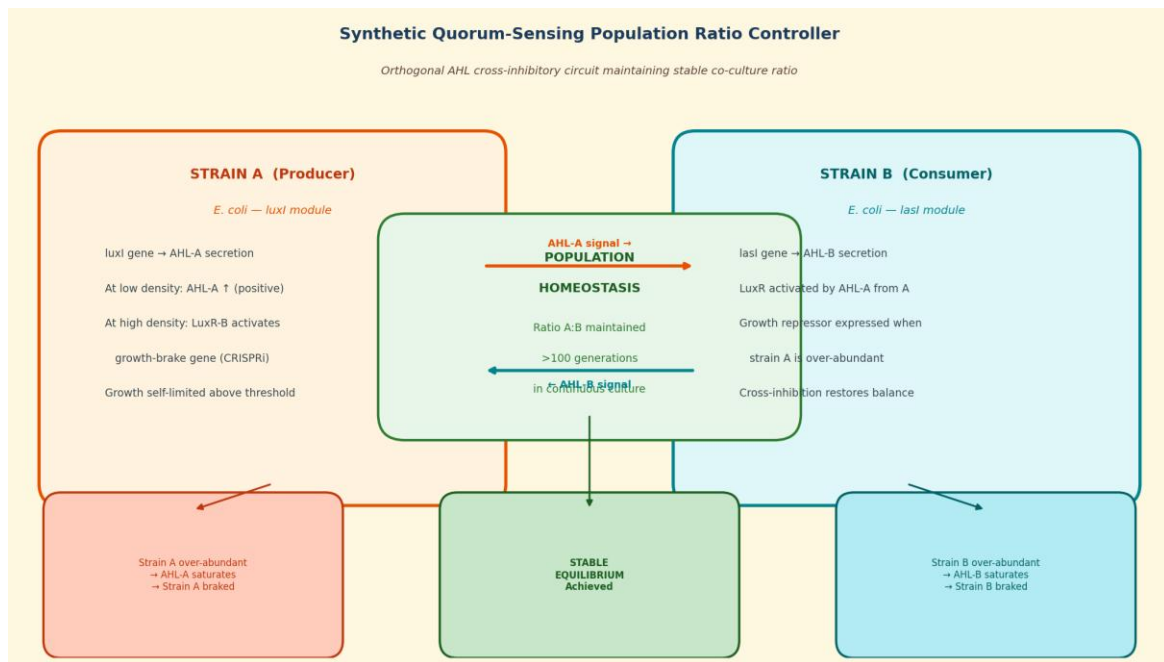 Synthetic Quorum-Sensing Population Ratio Controller
Orthogonal AHL cross-inhibitory circuit maintaining stable co-culture ratio
STRAIN A (Producer)
E. coli — luxI module
luxI gene → AHL-A secretion
At low density: AHL-A ↑ (positive)
At high density: LuxR-B activates
growth-brake gene (CRISPRi)
Growth self-limited above threshold
AHL-A signal →
POPULATION
HOMEOSTASIS
Ratio A:B maintained
>100 generations
← AHL-B signal
in continuous culture
STRAIN B (Consumer)
E. coli — lasI module
lasI gene → AHL-B secretion
LuxR activated by AHL-A from A
Growth repressor expressed when
strain A is over-abundant
Cross-inhibition restores balance
Strain A over-abundant
→ AHL-A saturates
→ Strain A braked
STABLE
EQUILIBRIUM
Achieved
Strain B over-abundant
→ AHL-B saturates
→ Strain B braked